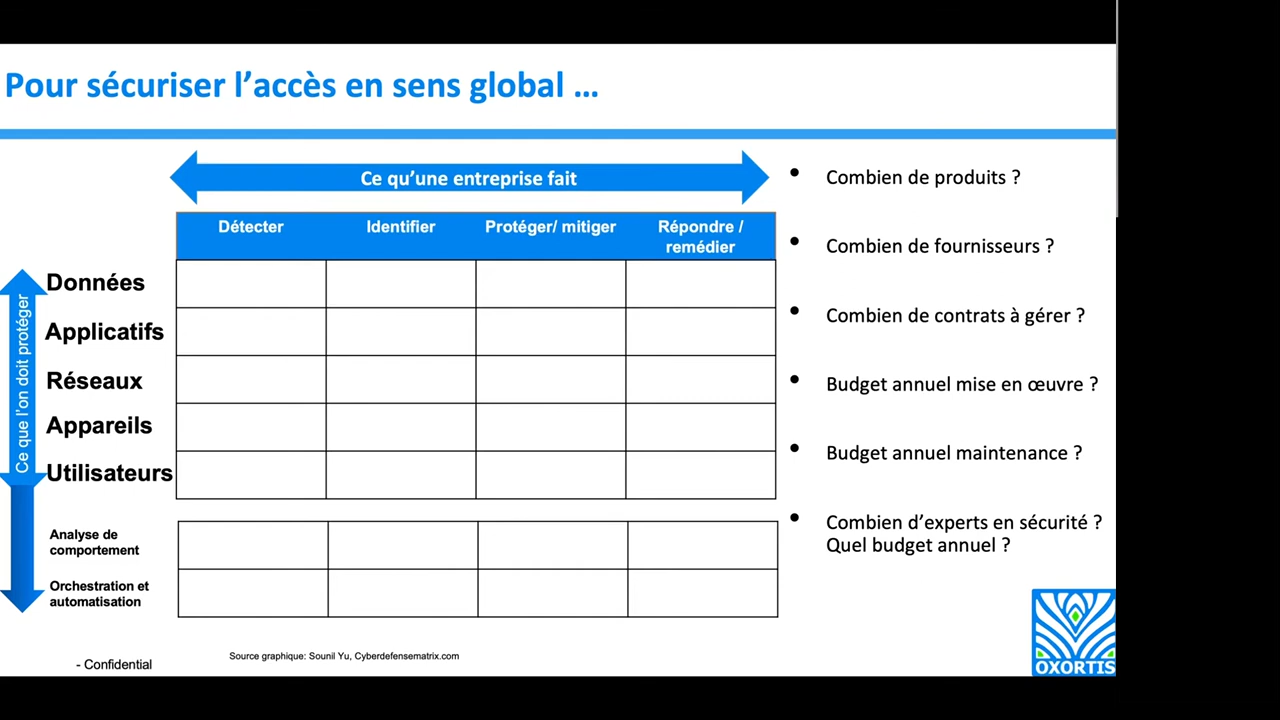 Pour sécuriser l’accès en sens global ...
Ce qu’une entreprise fait
Détecter
Identifier
Protéger/ mitiger
Répondre /
remédier
Ce que l'on doit protéger
Données
Applicatifs
Réseaux
Appareils
Utilisateurs
Analyse de
comportement
Orchestration et
automatisation
• Combien de produits ?
• Combien de fournisseurs ?
• Combien de contrats à gérer ?
• Budget annuel mise en œuvre ?
• Budget annuel maintenance ?
• Combien d’experts en sécurité ?
Quel budget annuel ?
- Confidential
Source graphique: Sounil Yu, Cyberdefensematrix.com
OXORTIS